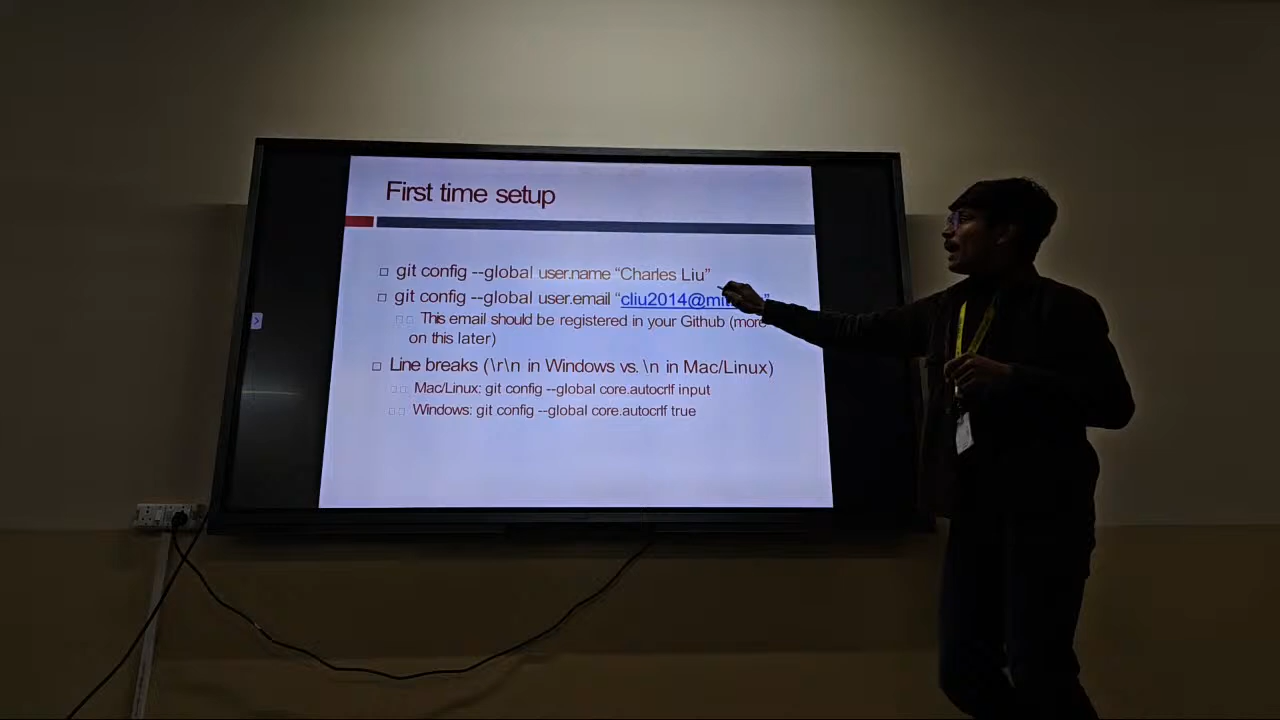 First time setup
git config --global user.name “Charles Liu”
git config --global user.email “cliu2014@mit
This email should be registered in your Github (more
on this later)
Line breaks (\r\n in Windows vs. \n in Mac/Linux)
Mac/Linux: git config --global core.autocrlf input
Windows: git config --global core.autocrlf true